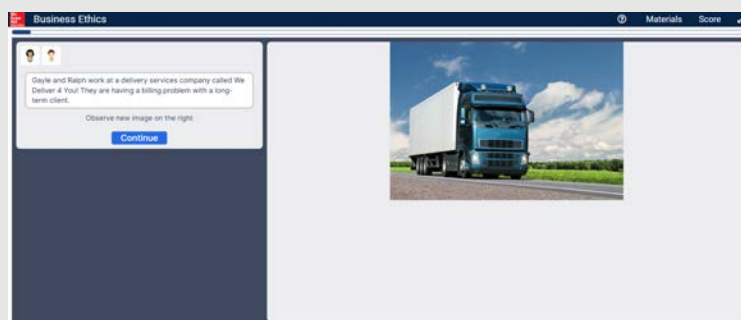 Business Ethics
Materials
Score
Gayle and Ralph work at a delivery services company called We
Deliver 4 You! They are having a billing problem with a long-
term client.
Observe new image on the right
Continue